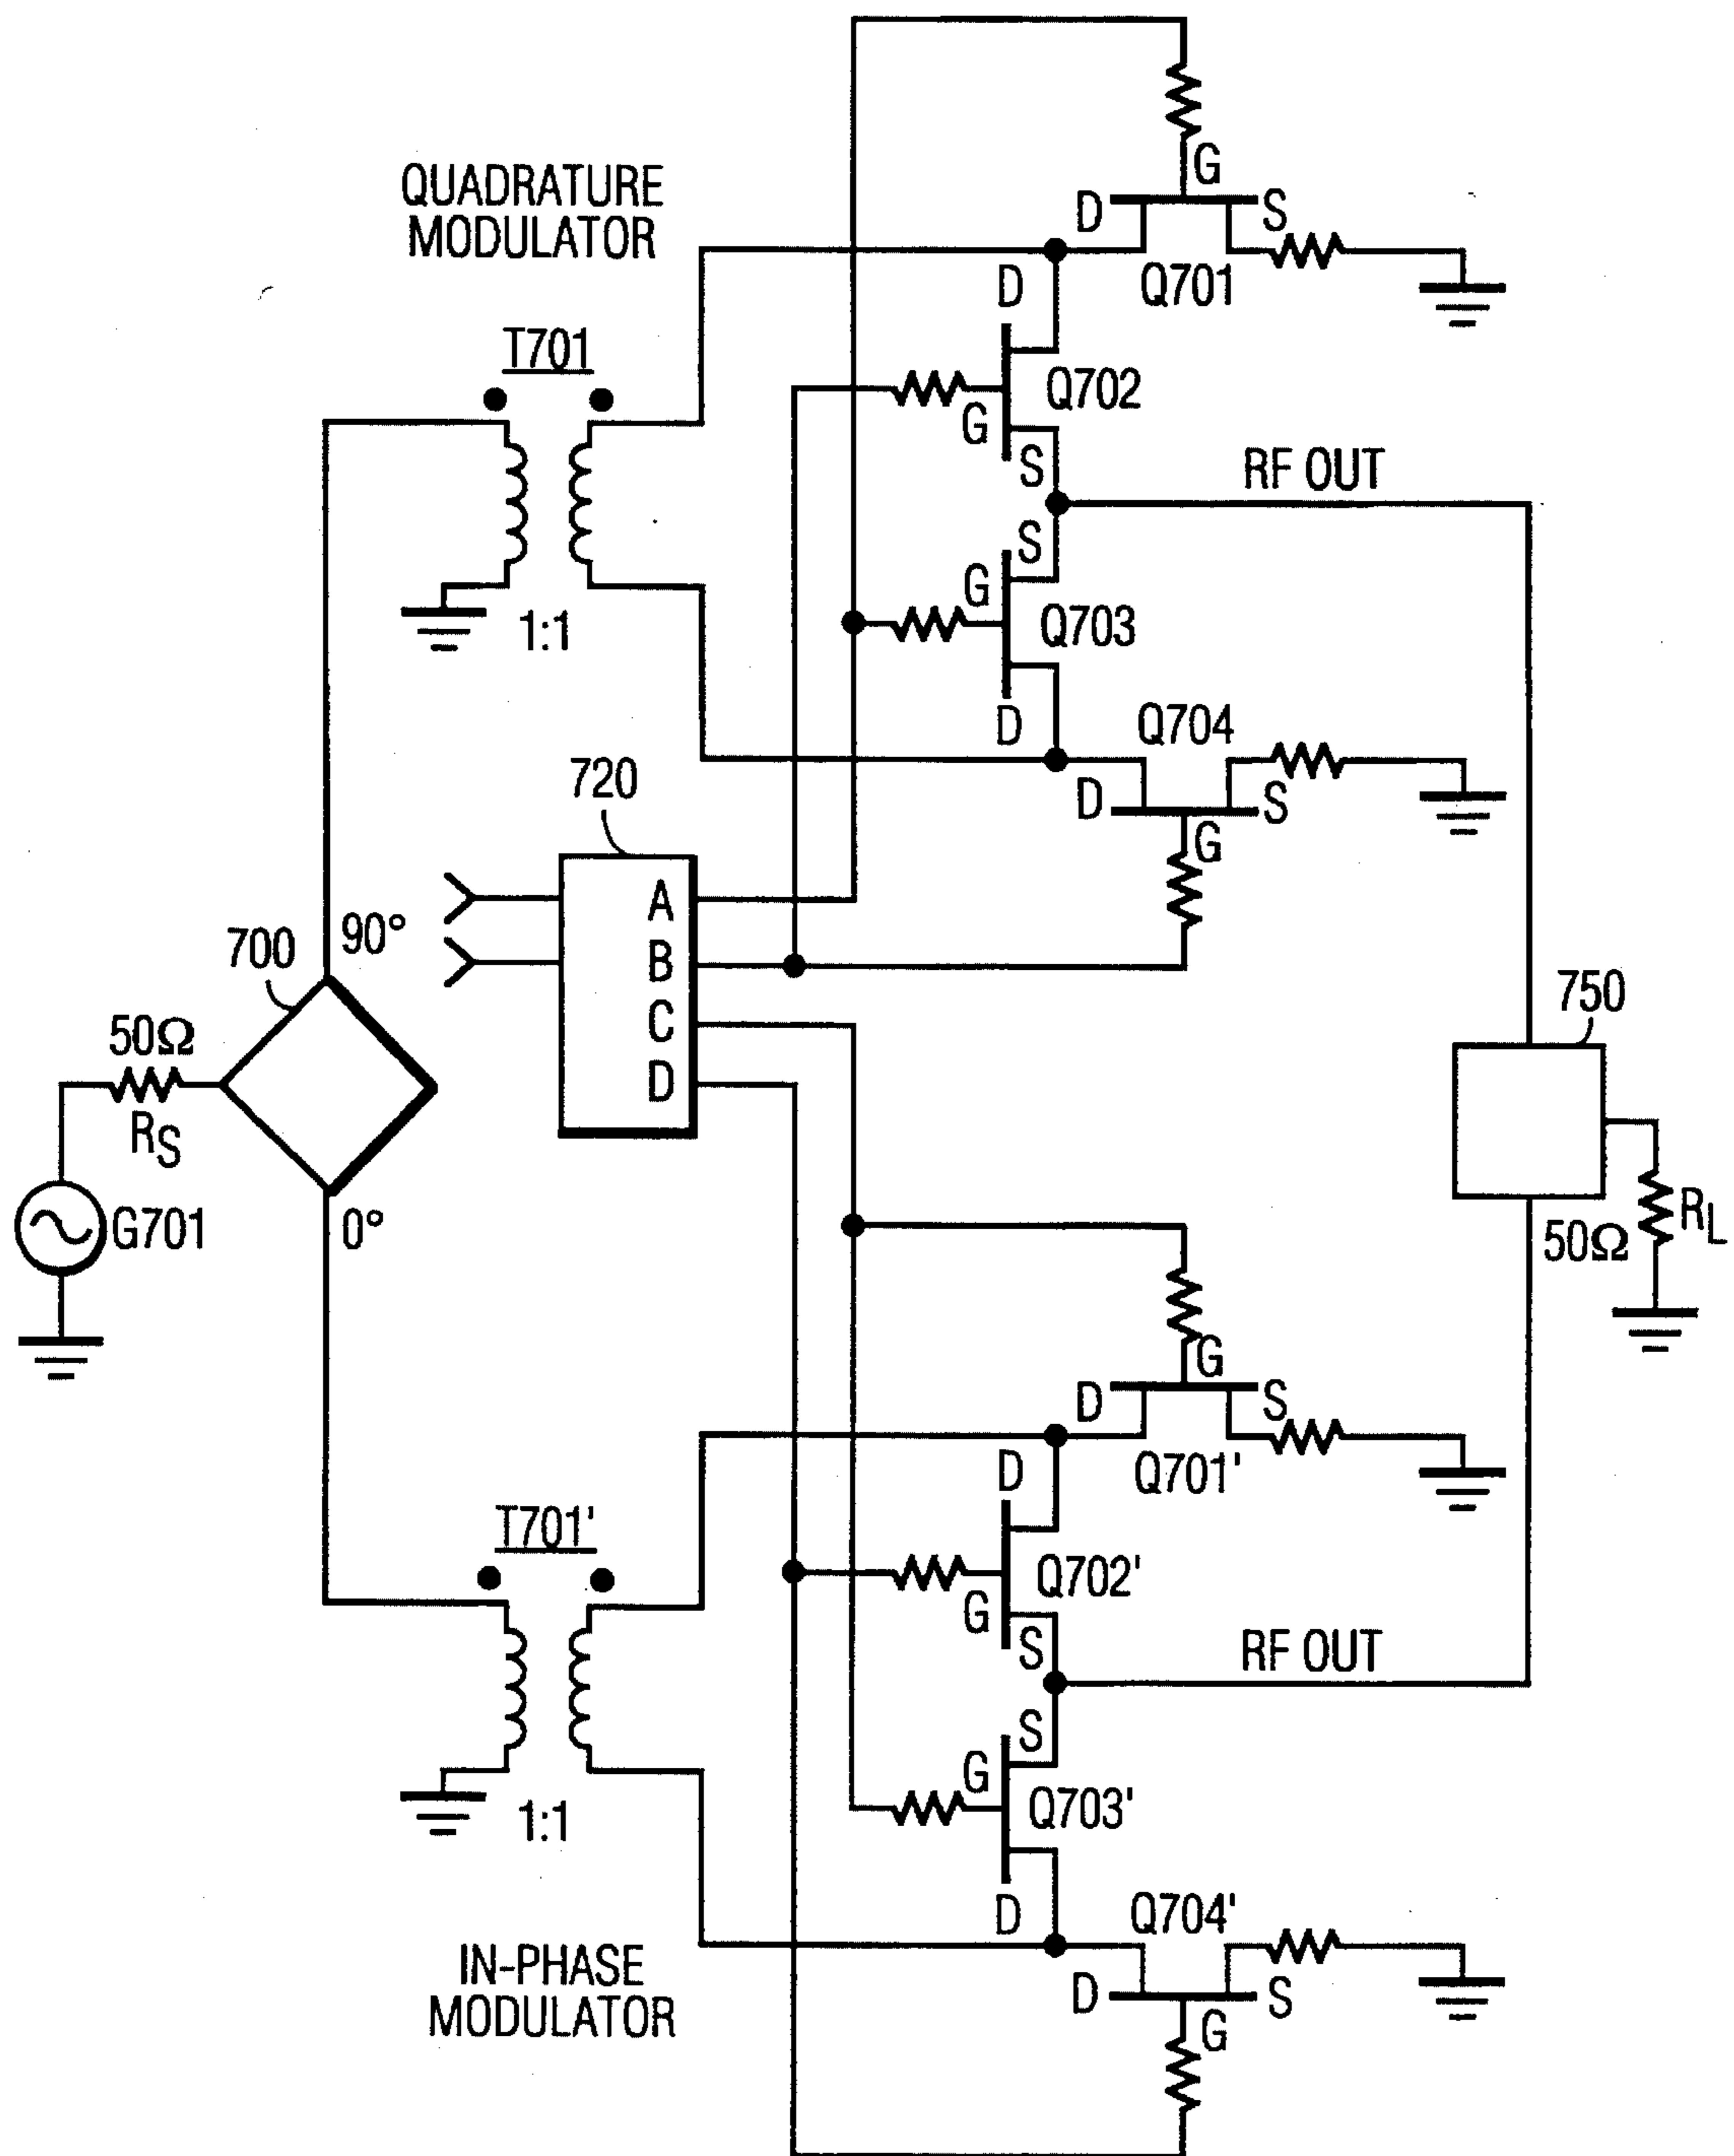 G
QUADRATURE
MODULATOR
D
S
D
Q701
T701
Q702
G
S
RF OUT
S
G
Q703
1:1
D
Q704
720
D
S
G
A
700
90°
B
750
50Ω
C
D
RS
G701
0°
50Ω
RL
G
D
S
D
Q701'
T701'
Q702'
G
S
RF OUT
S
G
Q703'
1:1
D
Q704'
IN-PHASE
MODULATOR
D
S
G